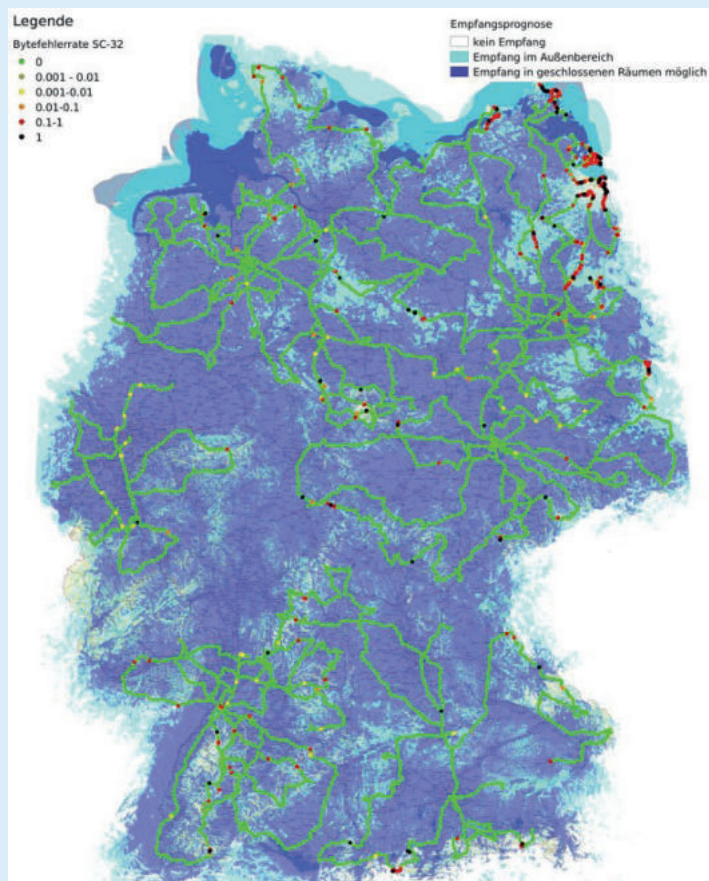 Legende
Bytefehlerrate SC-32
0
0.001 - 0.01
0.001-0.01
0.01-0.1
0.1-1
1
Empfangsprognose
kein Empfang
Empfang im Außenbereich
Empfang in geschlossenen Räumen möglich